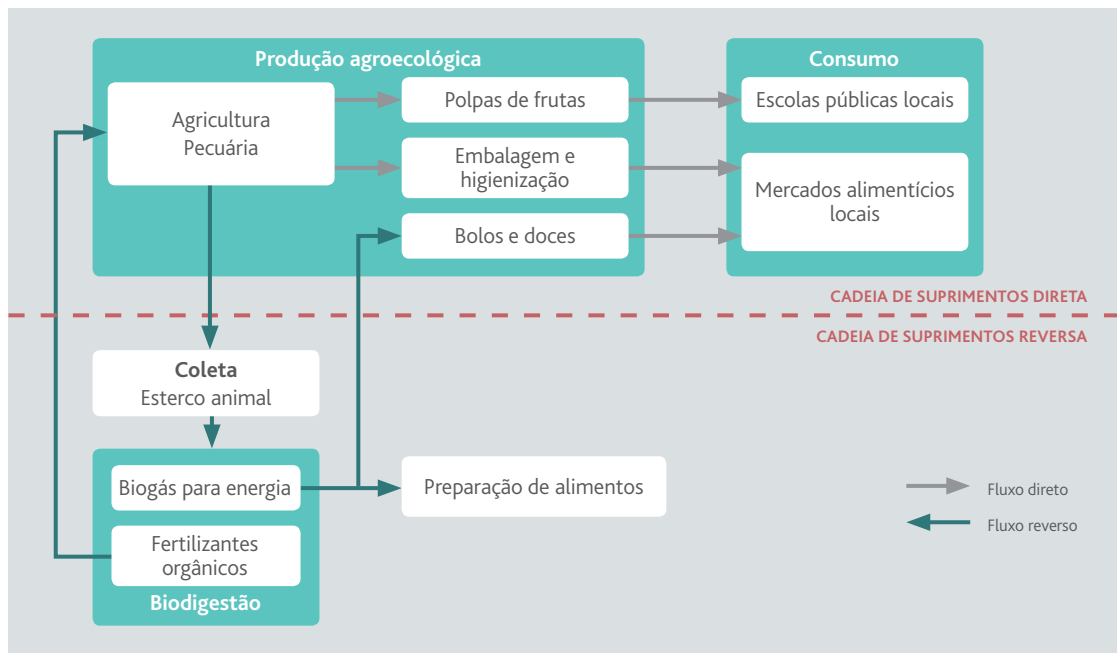 Produção agroecológica
Agricultura
Pecuária
Polpas de frutas
Embalagem e
higienização
Bolos e doces
Consumo
Escolas públicas locais
Mercados alimentícios
locais
CADEIA DE SUPRIMENTOS DIRETA
CADEIA DE SUPRIMENTOS REVERSA
Coleta
Esterco animal
Biogás para energia
Fertilizantes
orgânicos
Biodigestão
Preparação de alimentos
Fluxo direto
Fluxo reverso